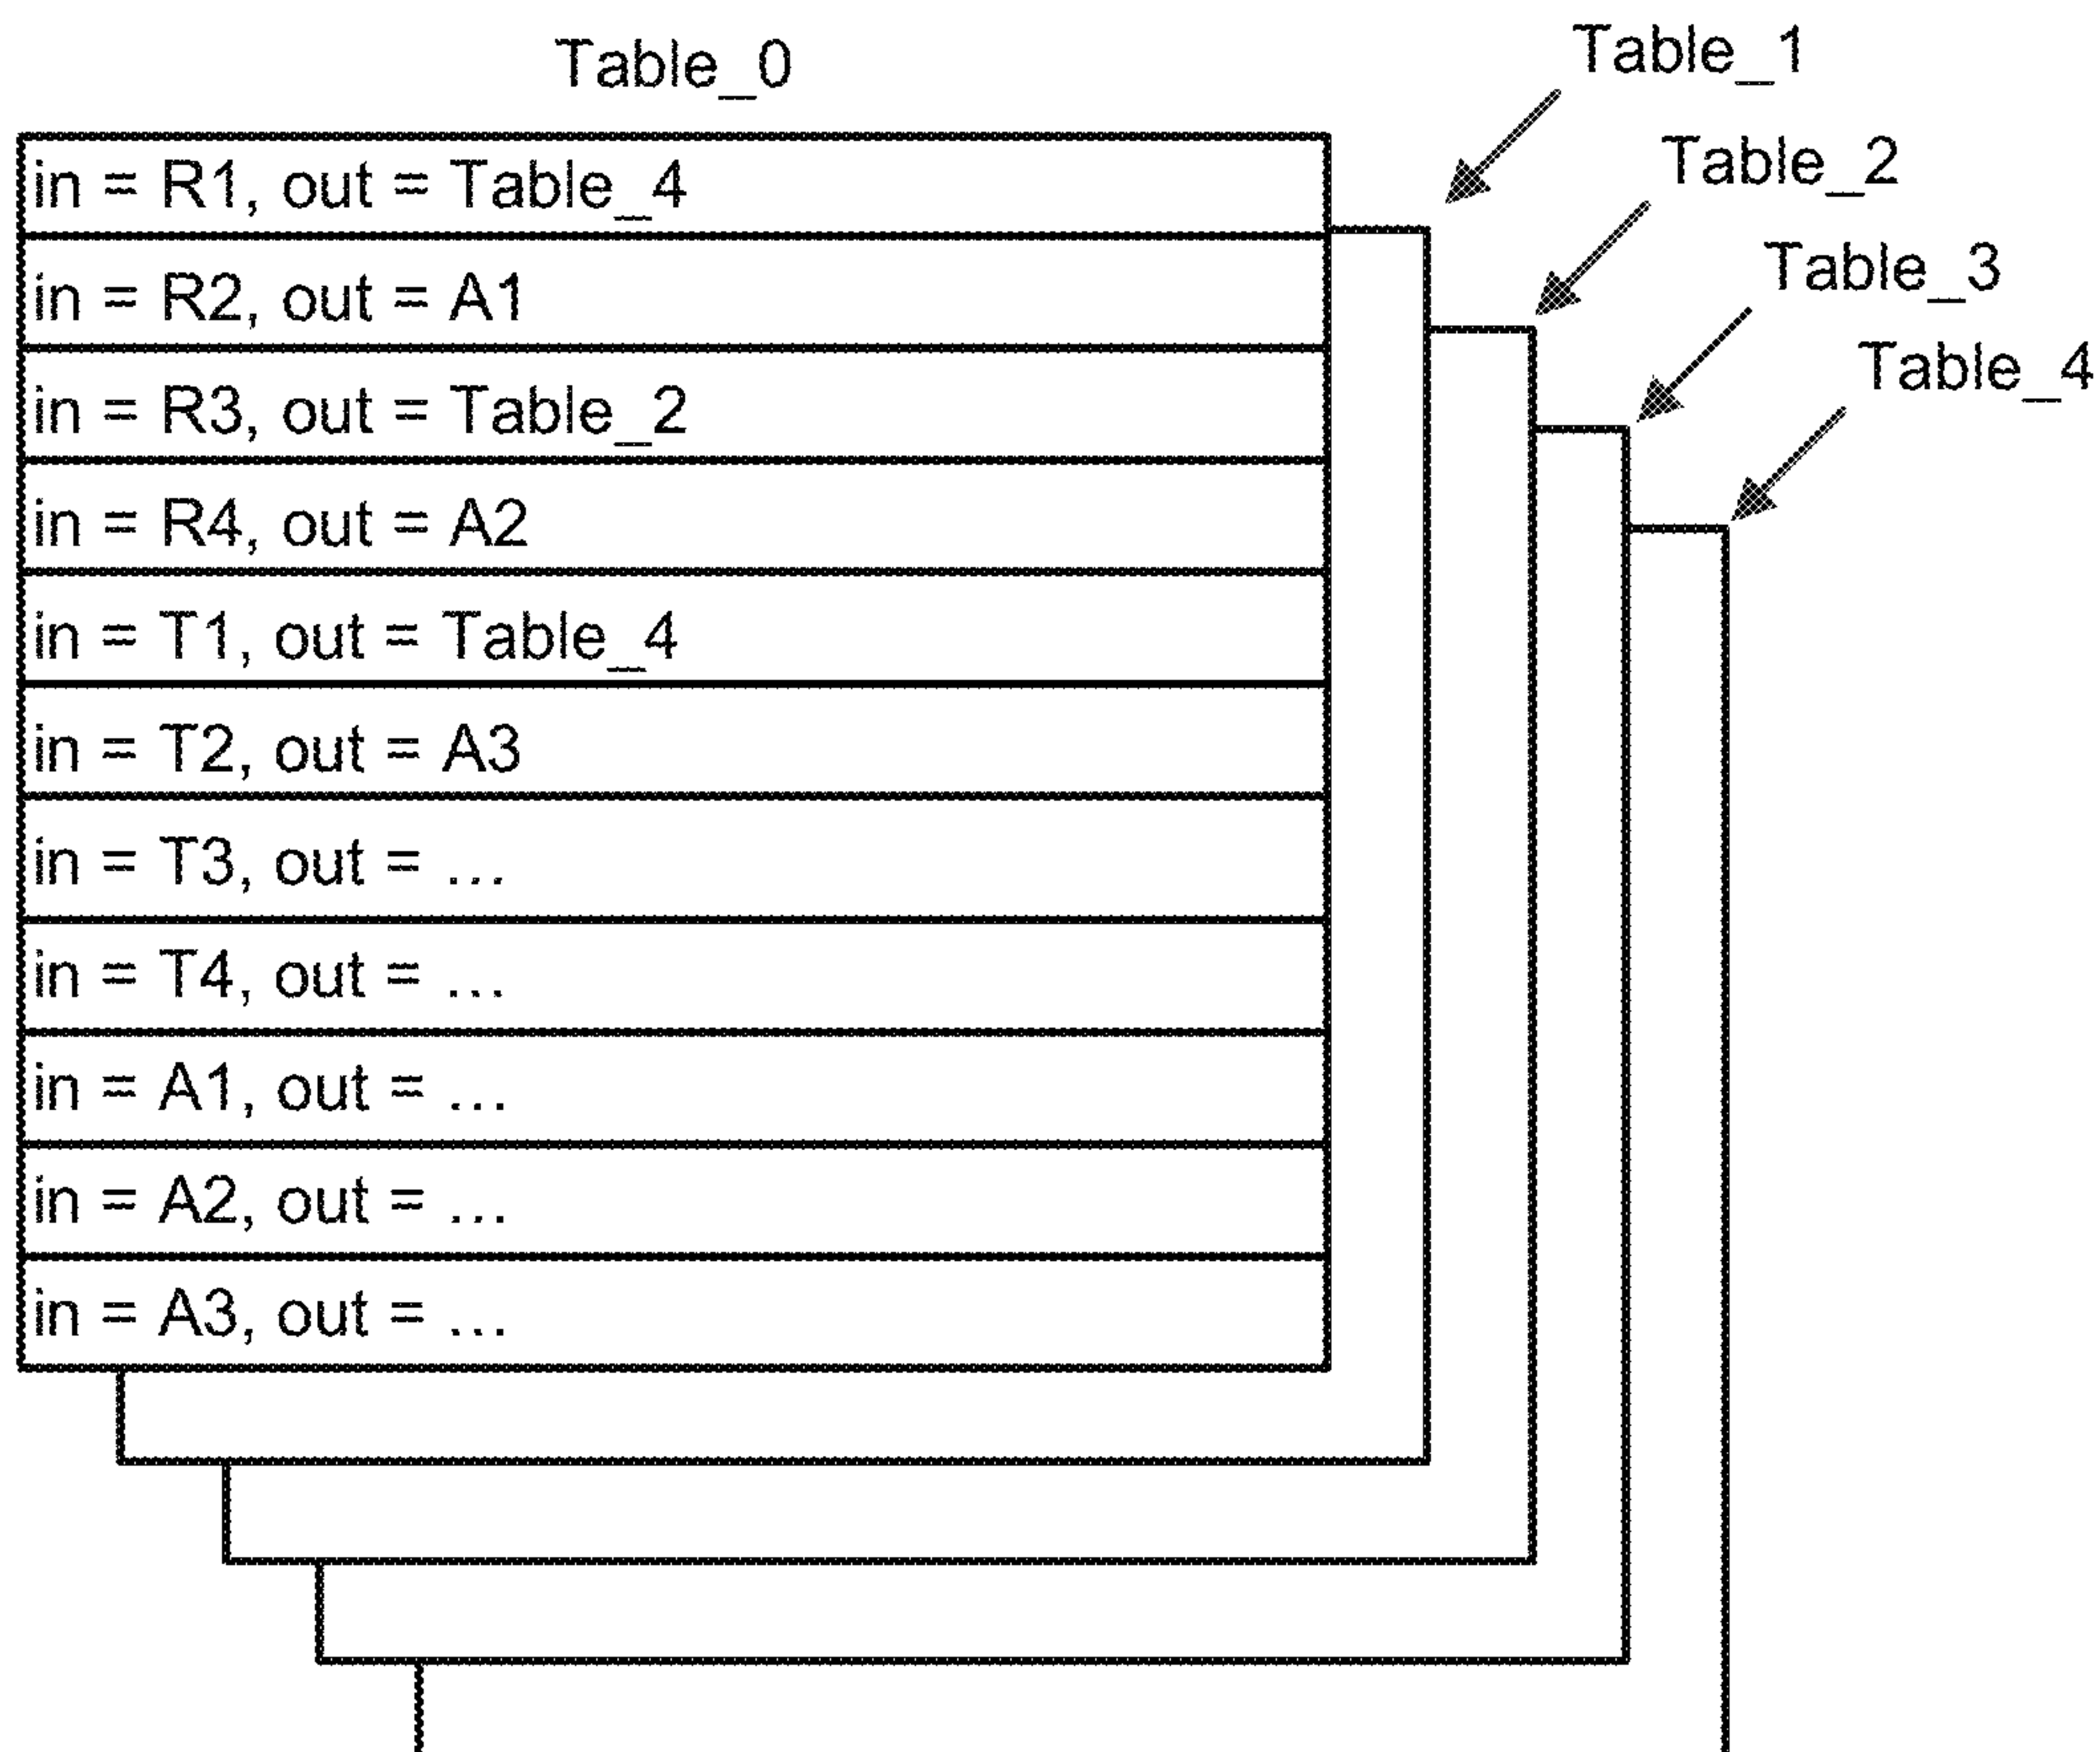 Table_0
Table_1
Table_2
Table_3
Table_4
in = R1, out = Table_4
in = R2, out = A1
in = R3, out = Table_2
in = R4, out = A2
in = T1, out = Table_4
in = T2, out = A3
in = T3, out = ...
in = T4, out = ...
in = A1, out = ...
in = A2, out = ...
in = A3, out = ...